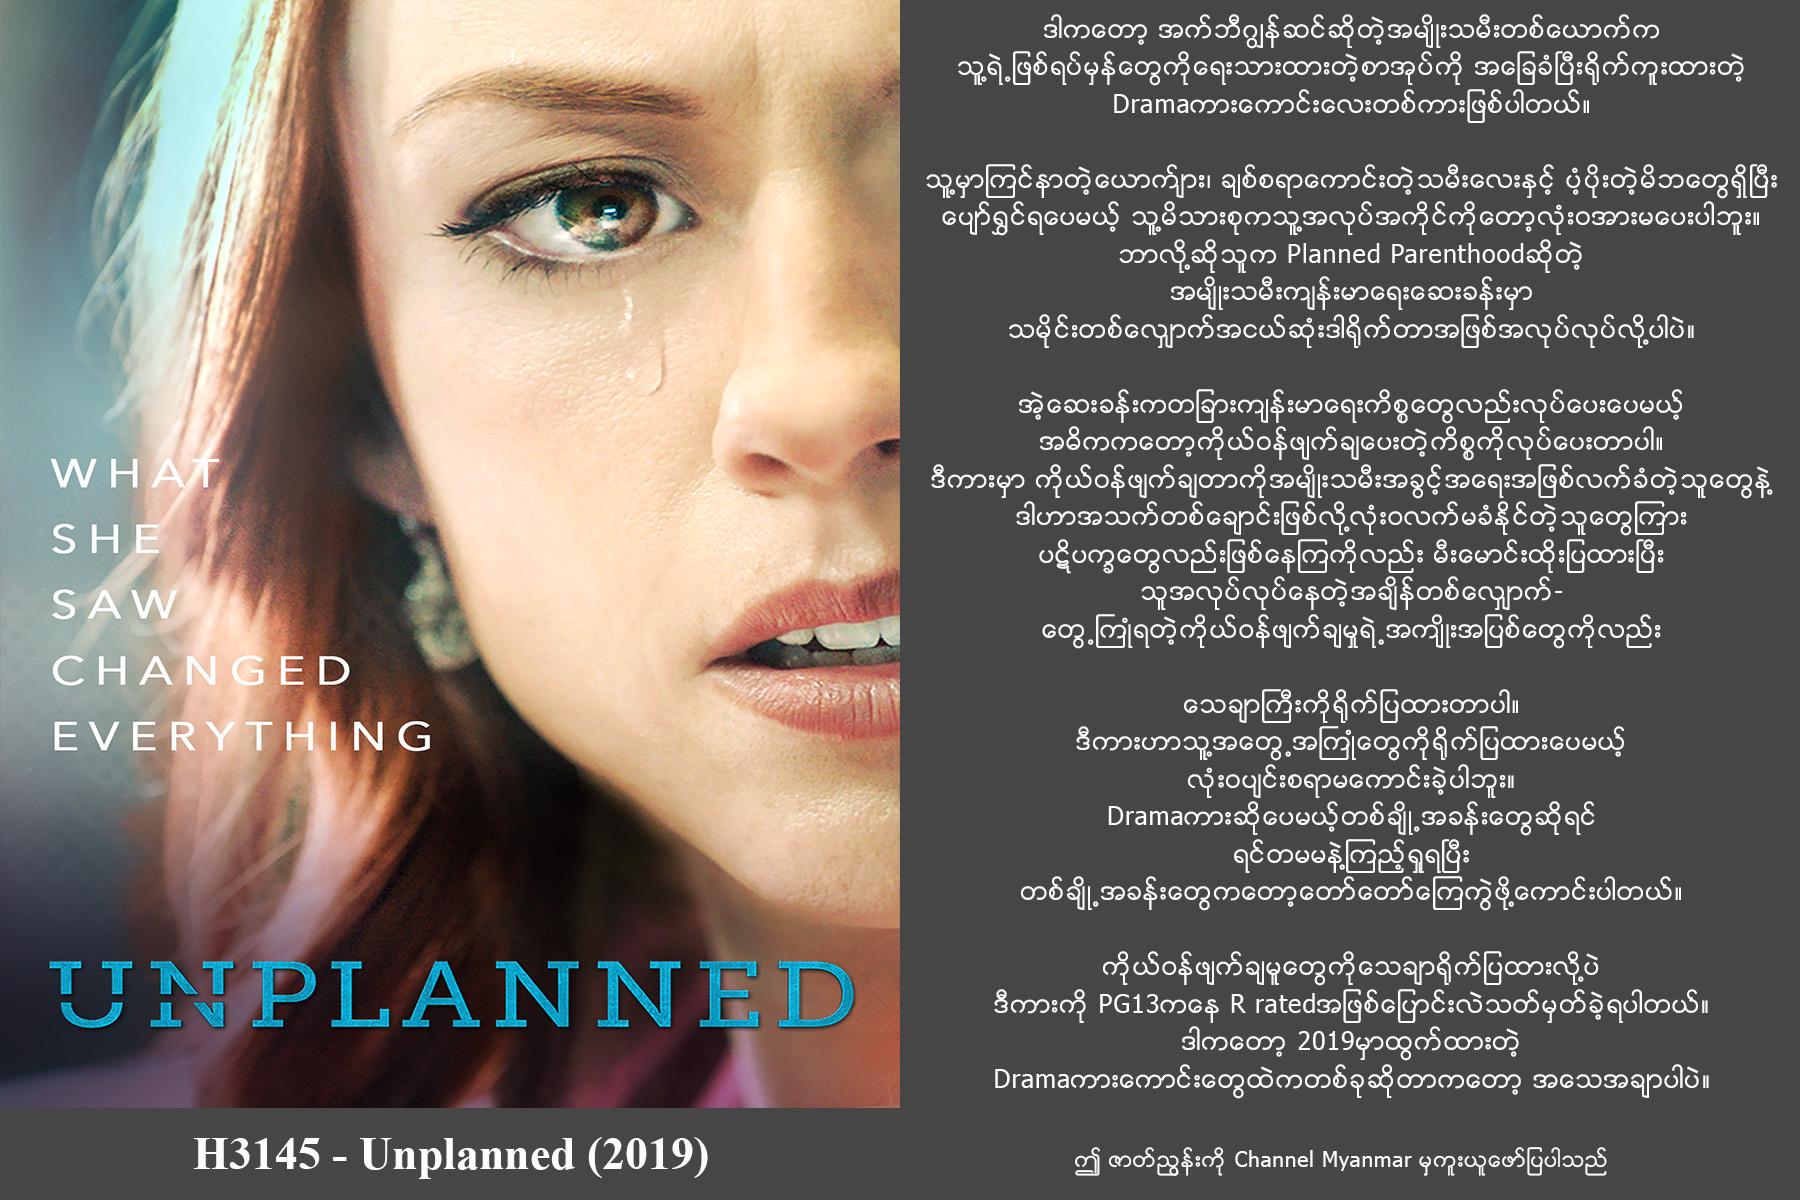 WHAT
SHE
SAW
CHANGED
EVERYTHING
UNPLANNED
H3145 - Unplanned (2019)
ဒါကတော့ အက်ဘီဂျွန်ဆင်ဆိုတဲ့အမျိုးသမီးတစ်ယောက်က
သူ့ရဲ့ဖြစ်ရပ်မှန်တွေကိုရေးသားထားတဲ့စာအုပ်ကို အခြေခံပြီးရိုက်ကူးထားတဲ့
Dramaကားကောင်းလေးတစ်ကားဖြစ်ပါတယ်။
သူ့မှာကြင်နာတဲ့ယောက်ျား၊ ချစ်စရာကောင်းတဲ့သမီးလေးနှင့် ပံ့ပိုးတဲ့မိဘတွေရှိပြီး
ပျော်ရွှင်ရပေမယ့် သူ့မိသားစုကသူ့အလုပ်အကိုင်ကိုတော့လုံးဝအားမပေးပါဘူး။
ဘာလို့ဆိုသူက Planned Parenthoodဆိုတဲ့
အမျိုးသမီးကျန်းမာရေးဆေးခန်းမှာ
သမိုင်းတစ်လျှောက်အငယ်ဆုံးဒါရိုက်တာအဖြစ်အလုပ်လုပ်လို့ပါပဲ။
အဲ့ဆေးခန်းကတခြားကျန်းမာရေးကိစ္စတွေလည်းလုပ်ပေးပေမယ့်
အဓိကကတော့ကိုယ်ဝန်ဖျက်ချပေးတဲ့ကိစ္စကိုလုပ်ပေးတာပါ။
ဒီကားမှာ ကိုယ်ဝန်ဖျက်ချတာကိုအမျိုးသမီးအခွင့်အရေးအဖြစ်လက်ခံတဲ့သူတွေနဲ့
ဒါဟာအသက်တစ်ချောင်းဖြစ်လို့လုံးဝလက်မခံနိုင်တဲ့သူတွေကြား
ပဋိပက္ခတွေလည်းဖြစ်နေကြကိုလည်း မီးမောင်းထိုးပြထားပြီး
သူအလုပ်လုပ်နေတဲ့အချိန်တစ်လျှောက်-
တွေ့ကြုံရတဲ့ကိုယ်ဝန်ဖျက်ချမှုရဲ့အကျိုးအပြစ်တွေကိုလည်း
သေချာကြီးကိုရိုက်ပြထားတာပါ။
ဒီကားဟာသူ့အတွေ့အကြုံတွေကိုရိုက်ပြထားပေမယ့်
လုံးဝပျင်းစရာမကောင်းခဲ့ပါဘူး။
Dramaကားဆိုပေမယ့်တစ်ချို့အခန်းတွေဆိုရင်
ရင်တမမနဲ့ကြည့်ရှုရပြီး
တစ်ချို့အခန်းတွေကတော့တော်တော်ကြေကွဲဖို့ကောင်းပါတယ်။
ကိုယ်ဝန်ဖျက်ချမူတွေကိုသေချာရိုက်ပြထားလို့ပဲ
ဒီကားကို PG13ကနေ R ratedအဖြစ်ပြောင်းလဲသတ်မှတ်ခဲ့ရပါတယ်။
ဒါကတော့ 2019မှာထွက်ထားတဲ့
Dramaကားကောင်းတွေထဲကတစ်ခုဆိုတာကတော့ အသေအချာပါပဲ။
ဤ ဇာတ်ညွန်းကို Channel Myanmar မှကူးယူဖော်ပြပါသည်